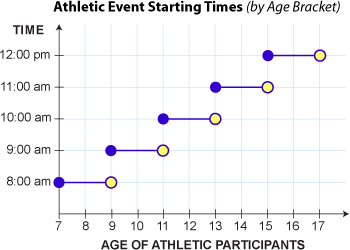 Athletic Event Starting Times (by Age Bracket)
TIME
12:00 pm
11:00 am
10:00 am
9:00 am
8:00 am
7 8 9 10 11 12 13 14 15 16 17
AGE OF ATHLETIC PARTICIPANTS